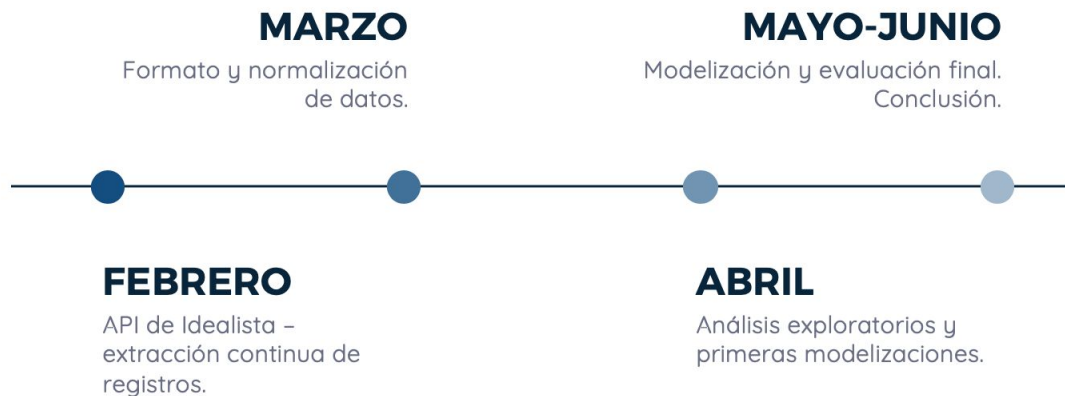 MARZO
Formato y normalización
de datos.
MAYO-JUNIO
Modelización y evaluación final.
Conclusión.
FEBRERO
API de Idealista –
extracción continua de
registros.
ABRIL
Análisis exploratorios y
primeras modelizaciones.